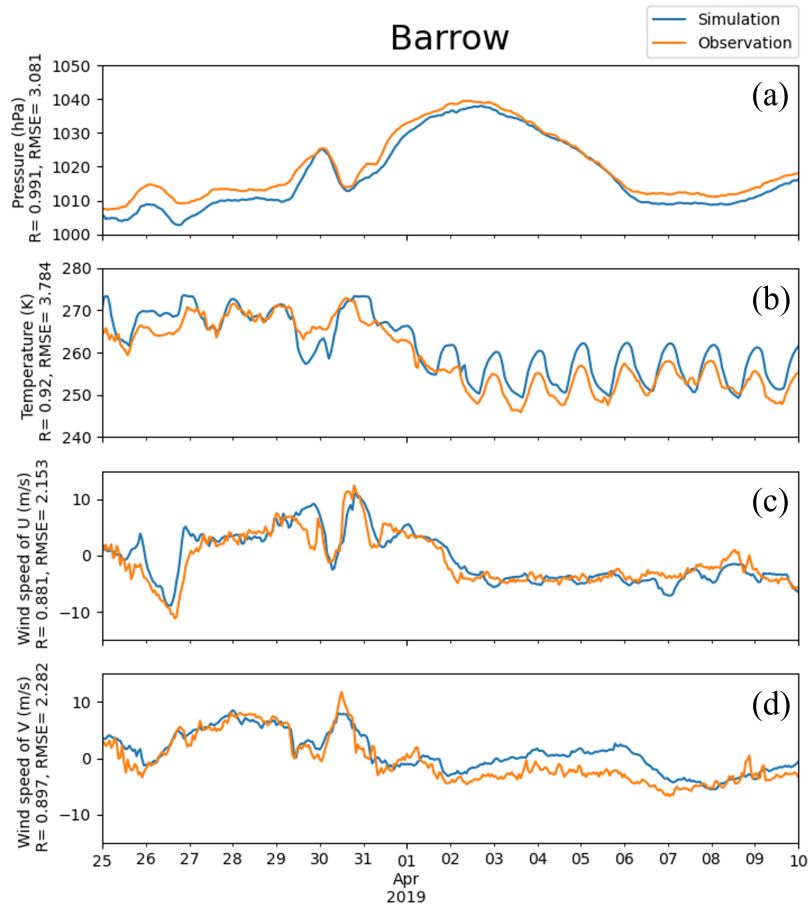 Barrow
Simulation
Observation
Pressure (hPa)
R= 0.991, RMSE= 3.081
1050
1040
1030
1020
1010
1000
(a)
Temperature (K)
R= 0.92, RMSE= 3.784
280
270
260
250
240
(b)
Wind speed of U (m/s)
R= 0.881, RMSE= 2.153
10
0
−10
(c)
Wind speed of V (m/s)
R= 0.897, RMSE= 2.282
10
0
−10
(d)
25 26 27 28 29 30 31 01 02 03 04 05 06 07 08 09 10
Apr
2019